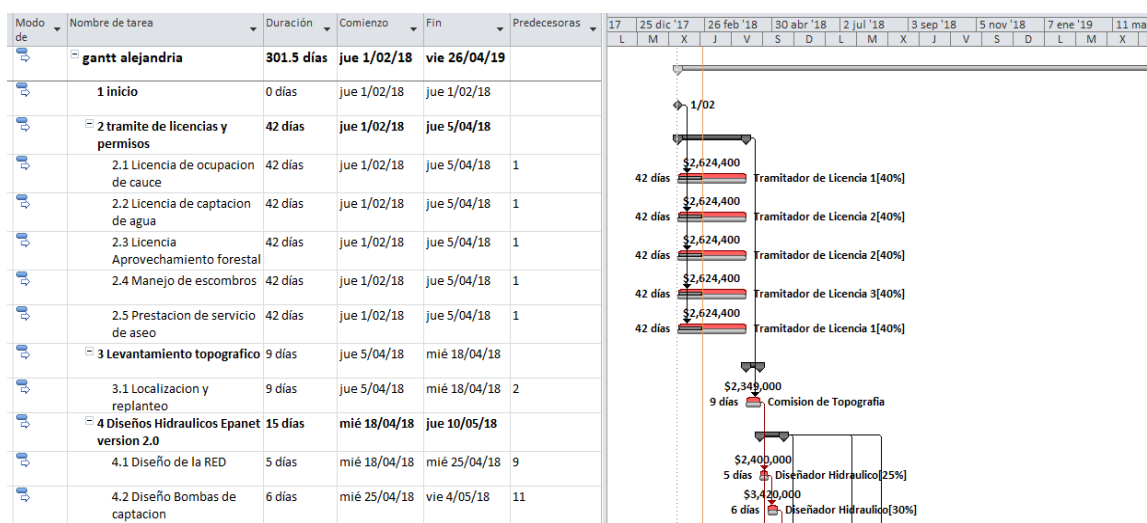 Modo de Nombre de tarea Duración Comienzo Fin Predecesoras
17 25 dic '17 26 feb '18 30 abr '18 2 jul '18 3 sep '18 5 nov '18 7 ene '19 11 ma
L M X J V S D L M X J V S D L M X
gantt alejandria 301.5 días jue 1/02/18 vie 26/04/19
1 inicio 0 días jue 1/02/18 jue 1/02/18
1/02
2 tramite de licencias y permisos 42 días jue 1/02/18 jue 5/04/18
2.1 Licencia de ocupacion de cauce 42 días jue 1/02/18 jue 5/04/18 1
$2,624,400
42 días Tramitador de Licencia 1[40%]
2.2 Licencia de captacion de agua 42 días jue 1/02/18 jue 5/04/18 1
$2,624,400
42 días Tramitador de Licencia 2[40%]
2.3 Licencia Aprovechamiento forestal 42 días jue 1/02/18 jue 5/04/18 1
$2,624,400
42 días Tramitador de Licencia 2[40%]
2.4 Manejo de escombros 42 días jue 1/02/18 jue 5/04/18 1
$2,624,400
42 días Tramitador de Licencia 3[40%]
2.5 Prestacion de servicio de aseo 42 días jue 1/02/18 jue 5/04/18 1
$2,624,400
42 días Tramitador de Licencia 1[40%]
3 Levantamiento topografico 9 días jue 5/04/18 mié 18/04/18
3.1 Localizacion y replanteo 9 días jue 5/04/18 mié 18/04/18 2
$2,349,000
9 días Comision de Topografia
4 Diseños Hidraulicos Epanet version 2.0 15 días mié 18/04/18 jue 10/05/18
4.1 Diseño de la RED 5 días mié 18/04/18 mié 25/04/18 9
$2,400,000
5 días Diseñador Hidraulico[25%]
4.2 Diseño Bombas de captacion 6 días mié 25/04/18 vie 4/05/18 11
$3,420,000
6 días Diseñador Hidraulico[30%]